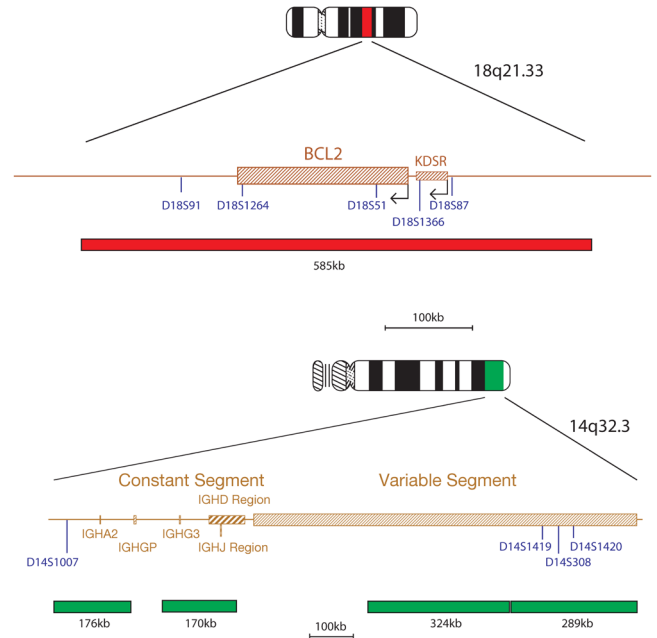 18q21.33
BCL2
KDSR
D18S91
D18S1264
D18S51
D18S87
D18S1366
585kb
100kb
14q32.3
Constant Segment
Variable Segment
IGHD Region
IGHA2
IGHG3
IGHGP
IGHJ Region
D14S1007
D14S1419
D14S1420
D14S308
176kb
170kb
324kb
289kb
100kb